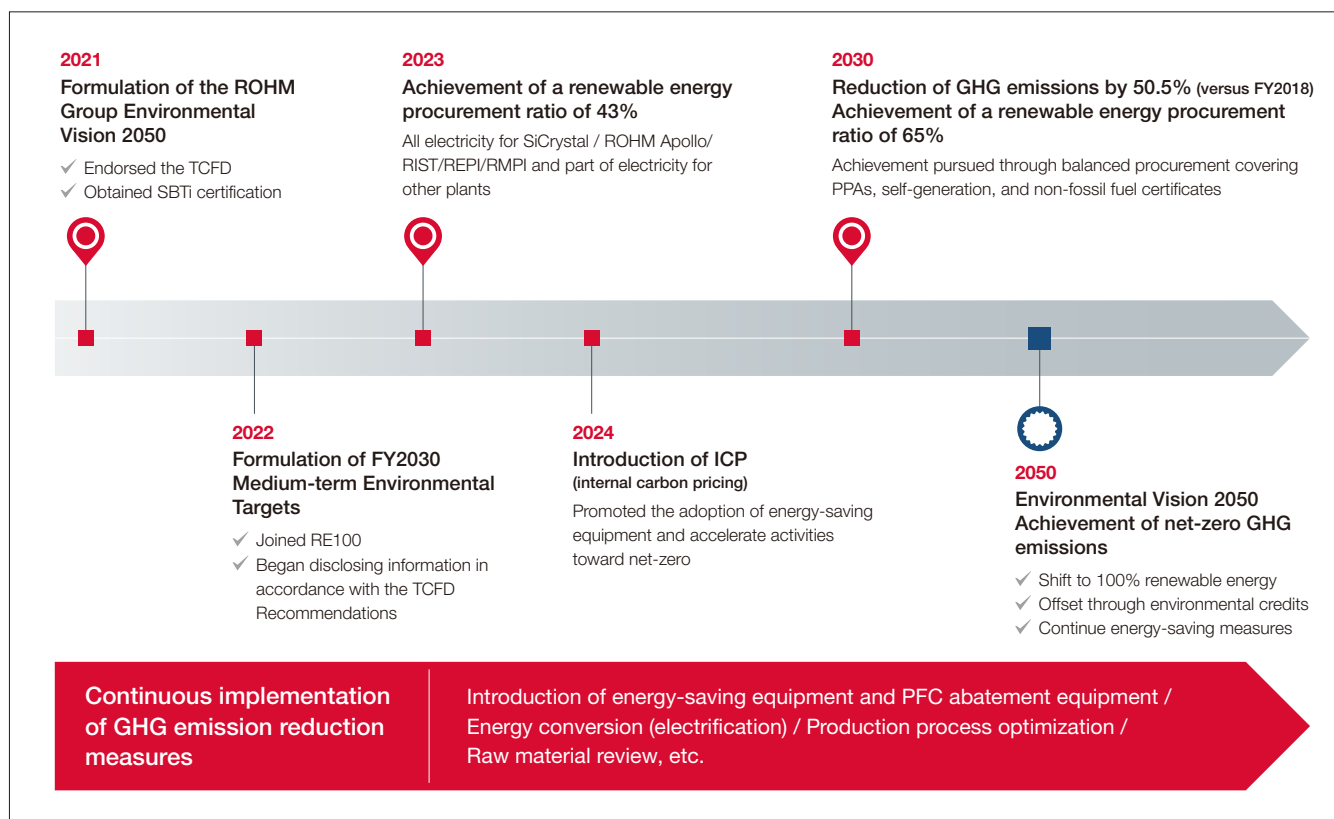 2021
Formulation of the ROHM
Group Environmental
Vision 2050
Endorsed the TCFD
Obtained SBTi certification
2023
Achievement of a renewable energy
procurement ratio of 43%
All electricity for SiCrystal / ROHM Apollo/
RIST/REPI/RMPI and part of electricity for
other plants
2030
Reduction of GHG emissions by 50.5% (versus FY2018)
Achievement of a renewable energy procurement
ratio of 65%
Achievement pursued through balanced procurement covering
PPAs, self-generation, and non-fossil fuel certificates
2022
Formulation of FY2030
Medium-term Environmental
Targets
Joined RE100
Began disclosing information in
accordance with the TCFD
Recommendations
2024
Introduction of ICP
(internal carbon pricing)
Promoted the adoption of energy-saving
equipment and accelerate activities
toward net-zero
2050
Environmental Vision 2050
Achievement of net-zero GHG
emissions
Shift to 100% renewable energy
Offset through environmental credits
Continue energy-saving measures
Continuous implementation
of GHG emission reduction
measures
Introduction of energy-saving equipment and PFC abatement equipment /
Energy conversion (electrification) / Production process optimization /
Raw material review, etc.